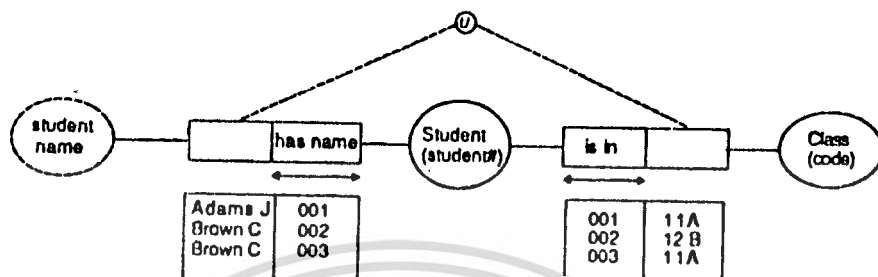 u
student
name
has name
Student
(student#)
is in
Class
(code)
Adams J 001
Brown C 002
Brown C 003
001 11A
002 12B
003 11A